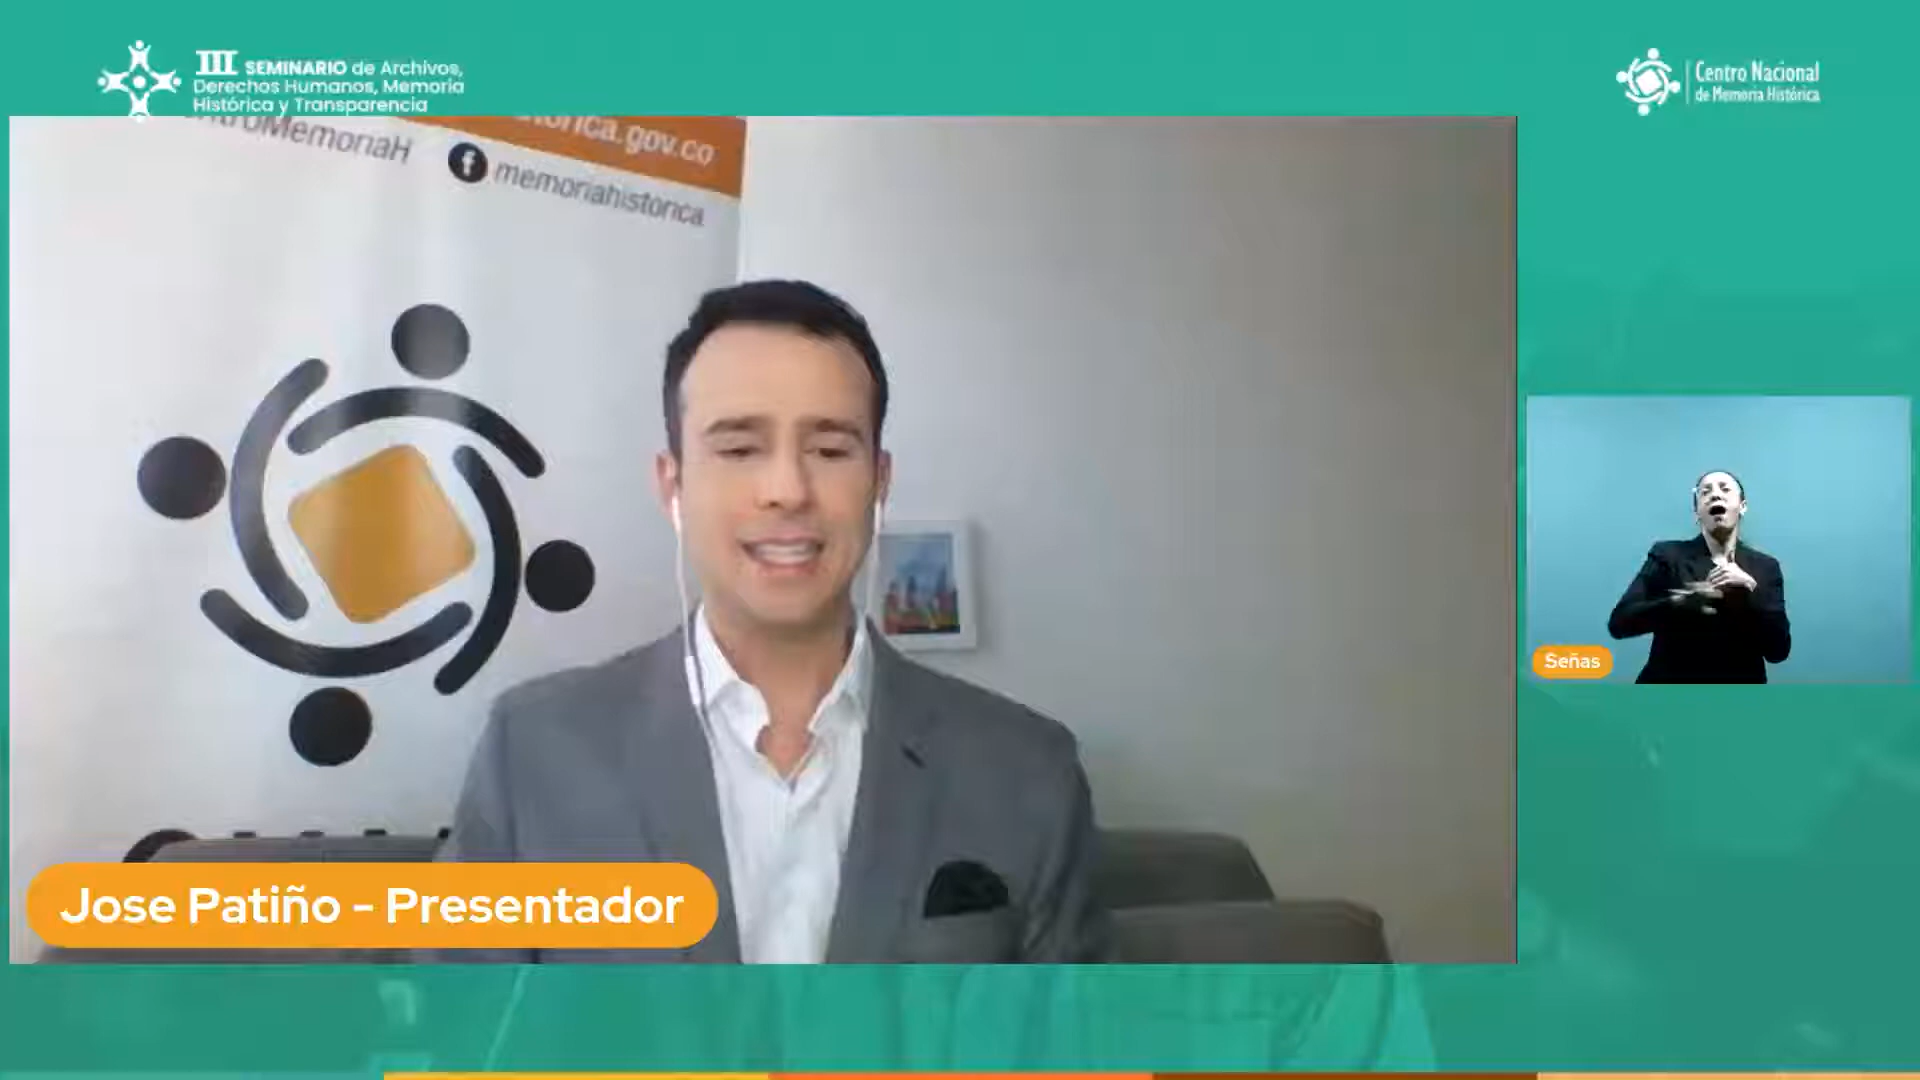 III SEMINARIO de Archivos,
Derechos Humanos, Memoria
Histórica y Transparencia
Centro Nacional
de Memoria Histórica
memoriahistorica
Señas
Jose Patiño - Presentador